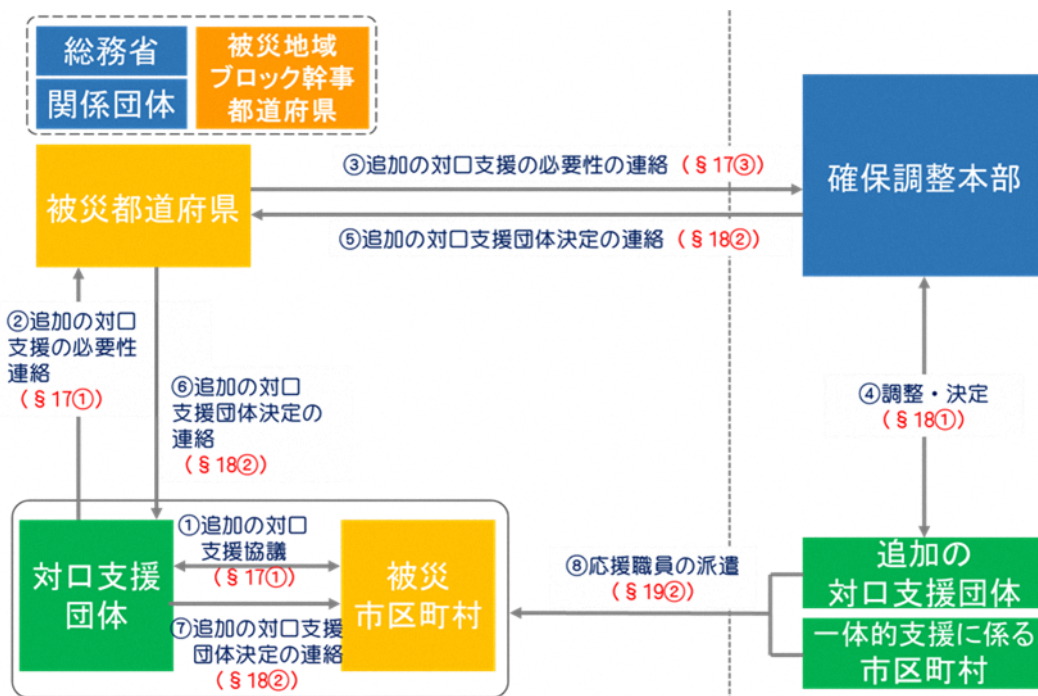 総務省
関係団体
被災地域
ブロック幹事
都道府県
被災都道府県
③追加の対口支援の必要性の連絡（§17③）
確保調整本部
⑤追加の対口支援団体決定の連絡（§18②）
②追加の対口
支援の必要性
連絡
（§17①）
⑥追加の対口
支援団体決定の
連絡
（§18②）
④調整・決定
（§18①）
対口支援
団体
①追加の対口
支援協議
（§17①）
⑦追加の対口支援
団体決定の連絡
（§18②）
被災
市区町村
⑧応援職員の派遣
（§19②）
追加の
対口支援団体
一体的支援に係る
市区町村